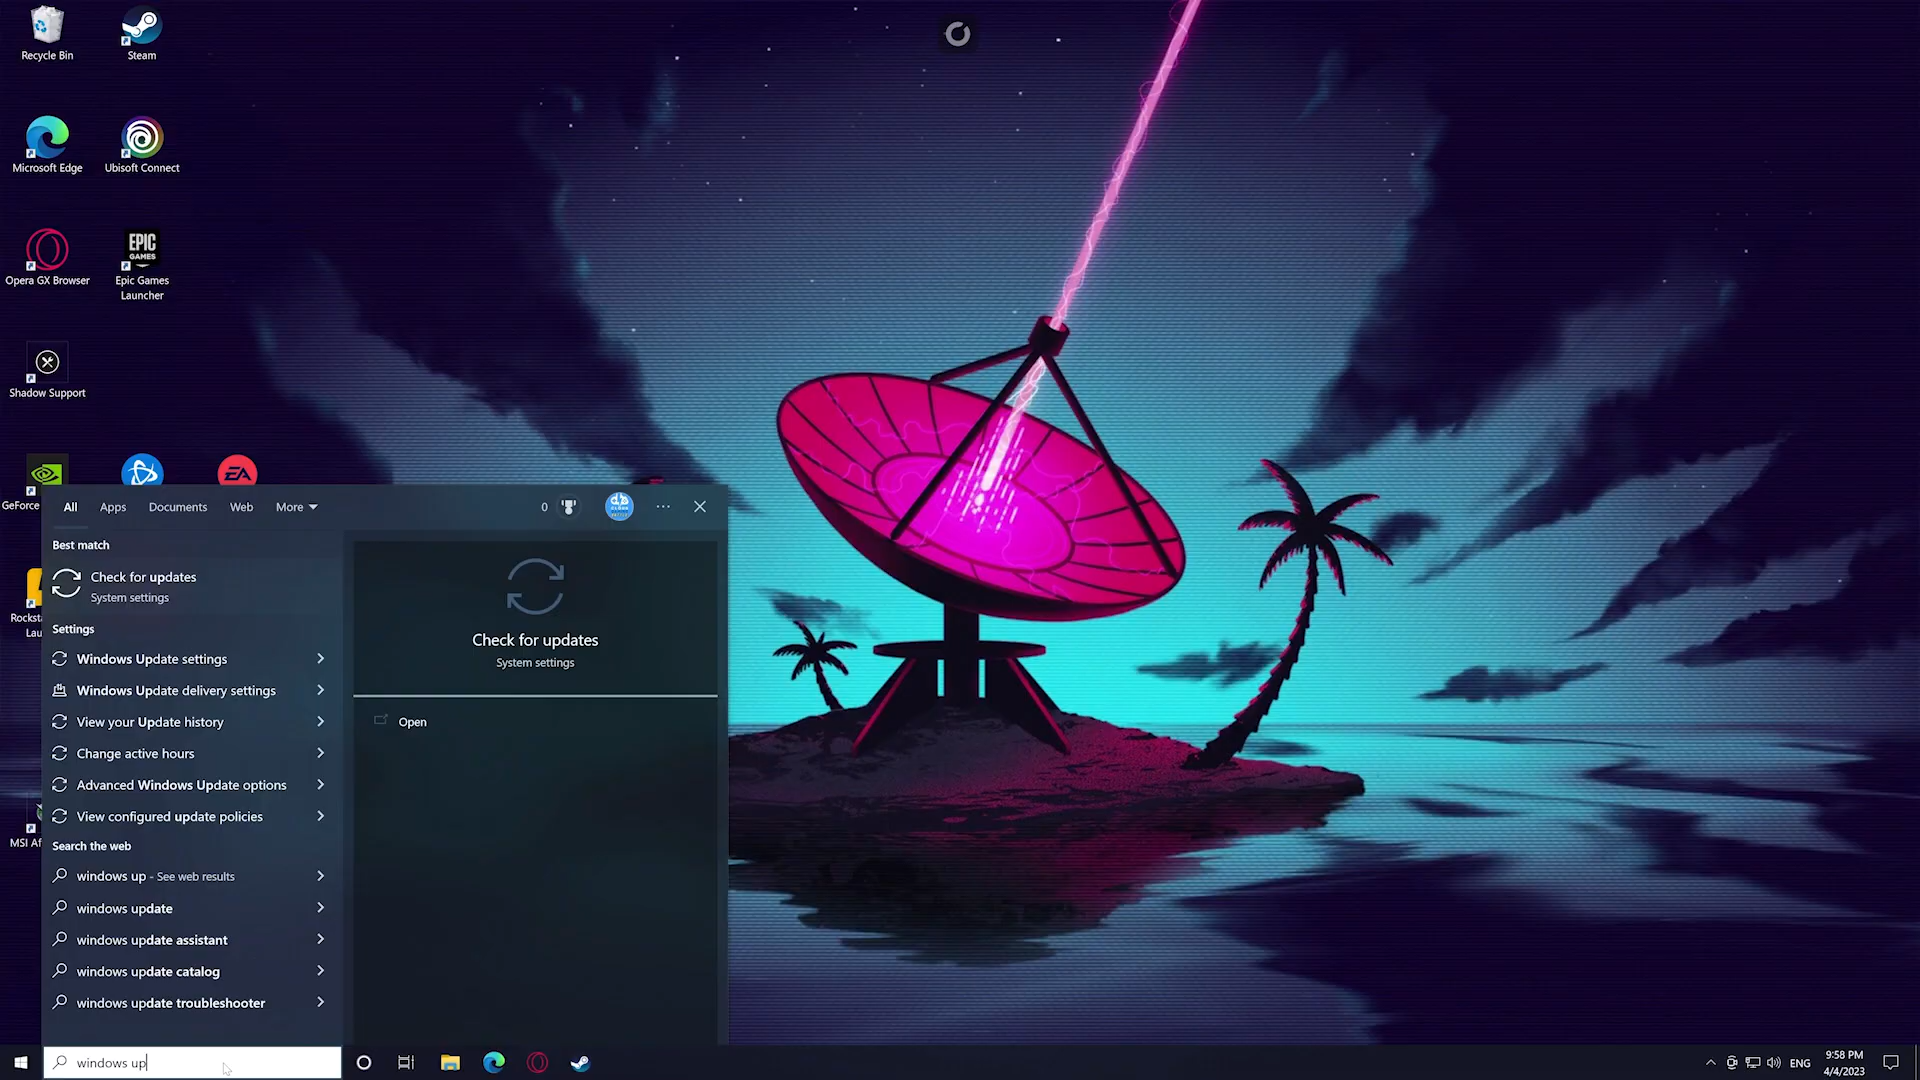 Recycle Bin
Steam
Microsoft Edge
Ubisoft Connect
Opera GX Browser
EPIC
GAMES
Epic Games
Launcher
Shadow Support
EA
GeForce
Rocksta
Lau
MSI Af
All
Apps
Documents
Web
More
0
Best match
Check for updates
System settings
Settings
Windows Update settings
Windows Update delivery settings
View your Update history
Change active hours
Advanced Windows Update options
View configured update policies
Search the web
windows up - See web results
windows update
windows update assistant
windows update catalog
windows update troubleshooter
Check for updates
System settings
Open
windows up
ENG
9:58 PM
4/4/2023